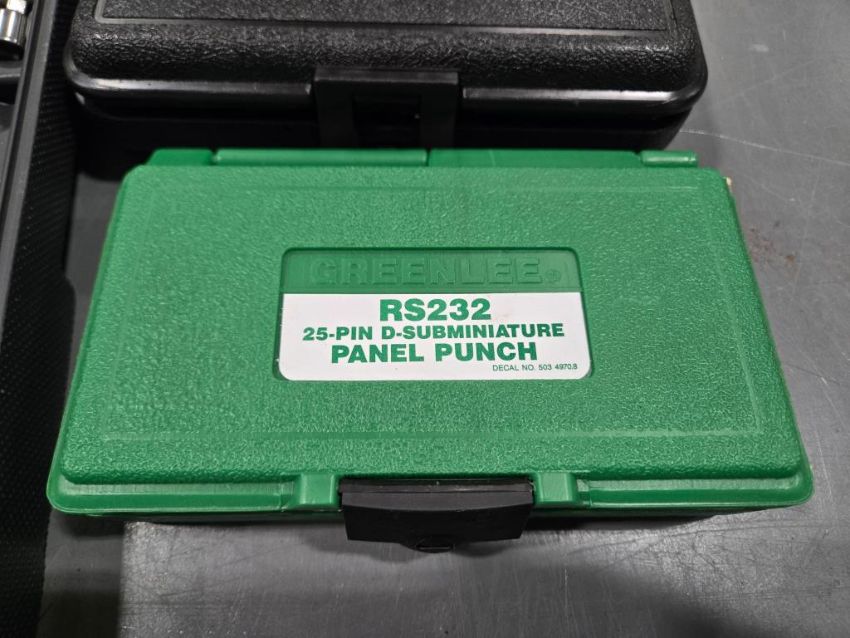 GREENLEE®
RS232
25-PIN D-SUBMINIATURE
PANEL PUNCH
DECAL NO. 503 4970.8